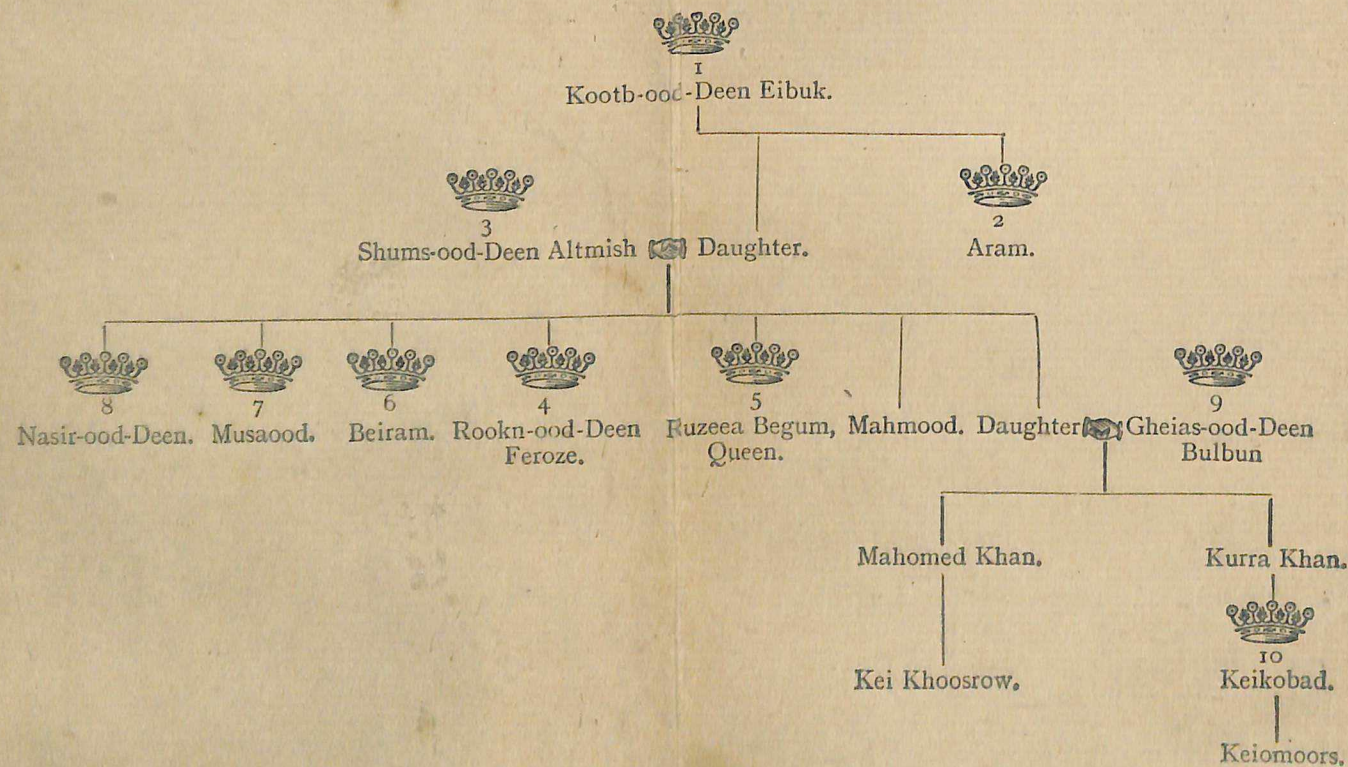 1
Kootb-ood-Deen Eibuk.
3
Shums-ood-Deen Altmish
Daughter.
2
Aram.
8
Nasir-ood-Deen.
7
Musaood.
6
Beiram.
4
Rookn-ood-Deen
Feroze.
5
Ruzeea Begum,
Queen.
Mahmood.
Daughter
9
Gheias-ood-Deen
Bulbun
Mahomed Khan.
Kurra Khan.
Kei Khoosrow.
10
Keikobad.
Keiomoors.